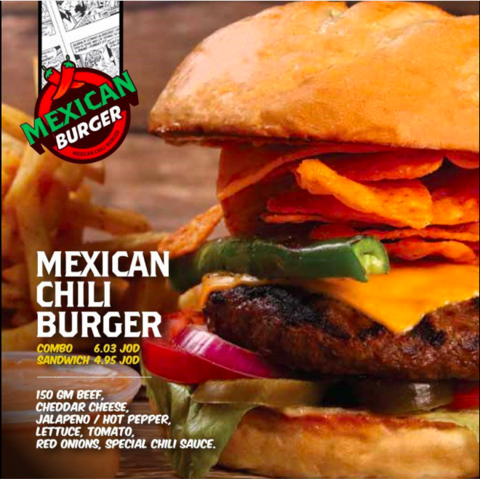 MEXICAN
BURGER
MEXICAN
CHILI
BURGER
COMBO 6.03 JOD
SANDWICH 4.95 JOD
150 GM BEEF,
CHEDDAR CHEESE,
JALAPENO / HOT PEPPER,
LETTUCE, TOMATO,
RED ONIONS, SPECIAL CHILI SAUCE.